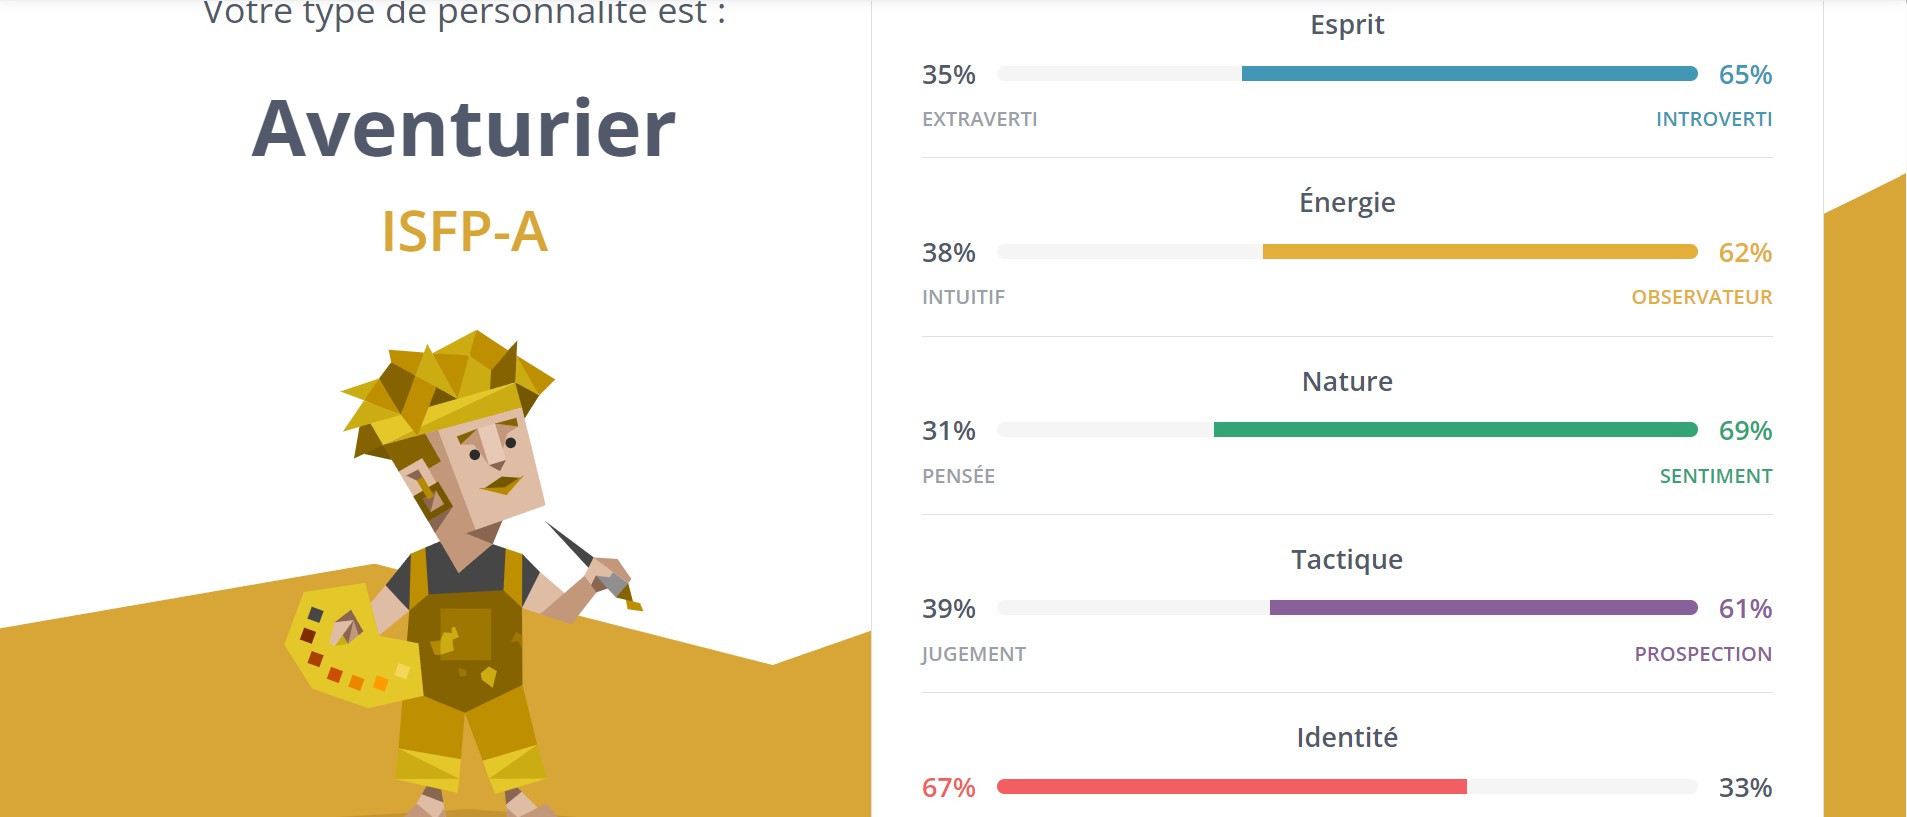 Votre type de personnalité est :
Aventurier
ISFP-A
Esprit
35% 65%
EXTRAVERTI INTROVERTI
Énergie
38% 62%
INTUITIF OBSERVATEUR
Nature
31% 69%
PENSÉE SENTIMENT
Tactique
39% 61%
JUGEMENT PROSPECTION
Identité
67% 33%